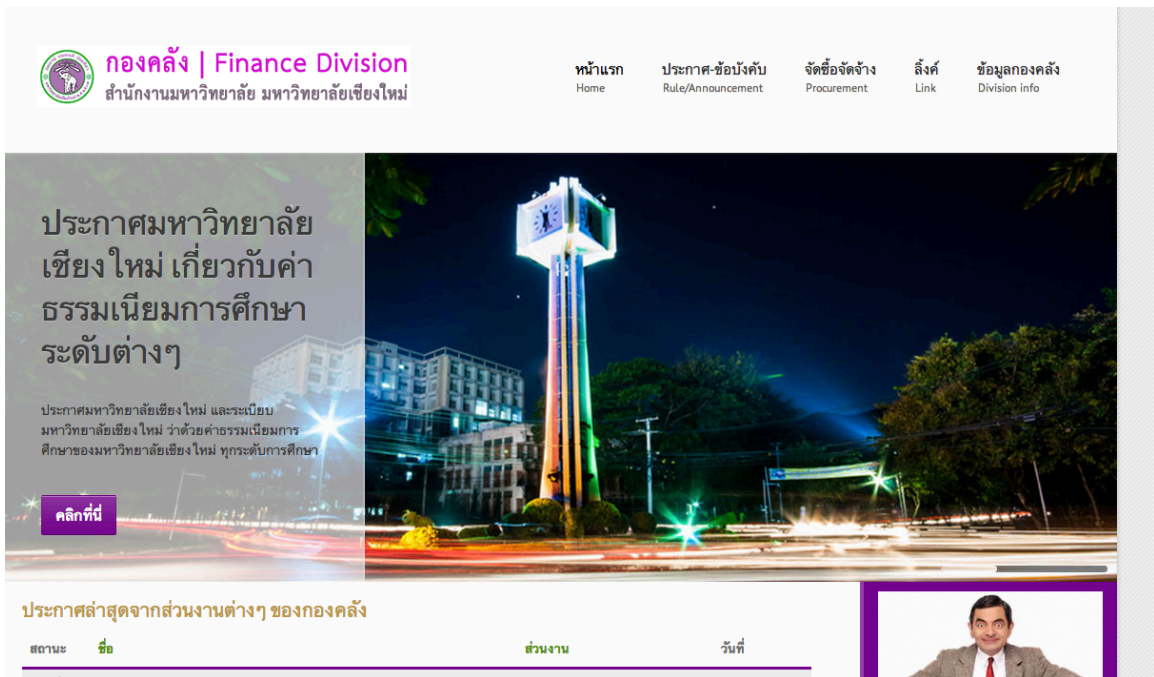 กองคลัง | Finance Division
สำนักงานมหาวิทยาลัย มหาวิทยาลัยเชียงใหม่
หน้าแรก ประกาศ-ข้อบังคับ จัดซื้อจัดจ้าง ลิ้งค์ ข้อมูลกองคลัง
Home Rule/Announcement Procurement Link Division info
ประกาศมหาวิทยาลัย
เชียงใหม่ เกี่ยวกับค่า
ธรรมเนียมการศึกษา
ระดับต่างๆ
ประกาศมหาวิทยาลัยเชียงใหม่ และระเบียบ
มหาวิทยาลัยเชียงใหม่ ว่าด้วยค่าธรรมเนียมการ
ศึกษาของมหาวิทยาลัยเชียงใหม่ ทุกระดับการศึกษา
คลิกที่นี่
ประกาศล่าสุดจากส่วนงานต่างๆ ของกองคลัง
สถานะ ชื่อ ส่วนงาน วันที่